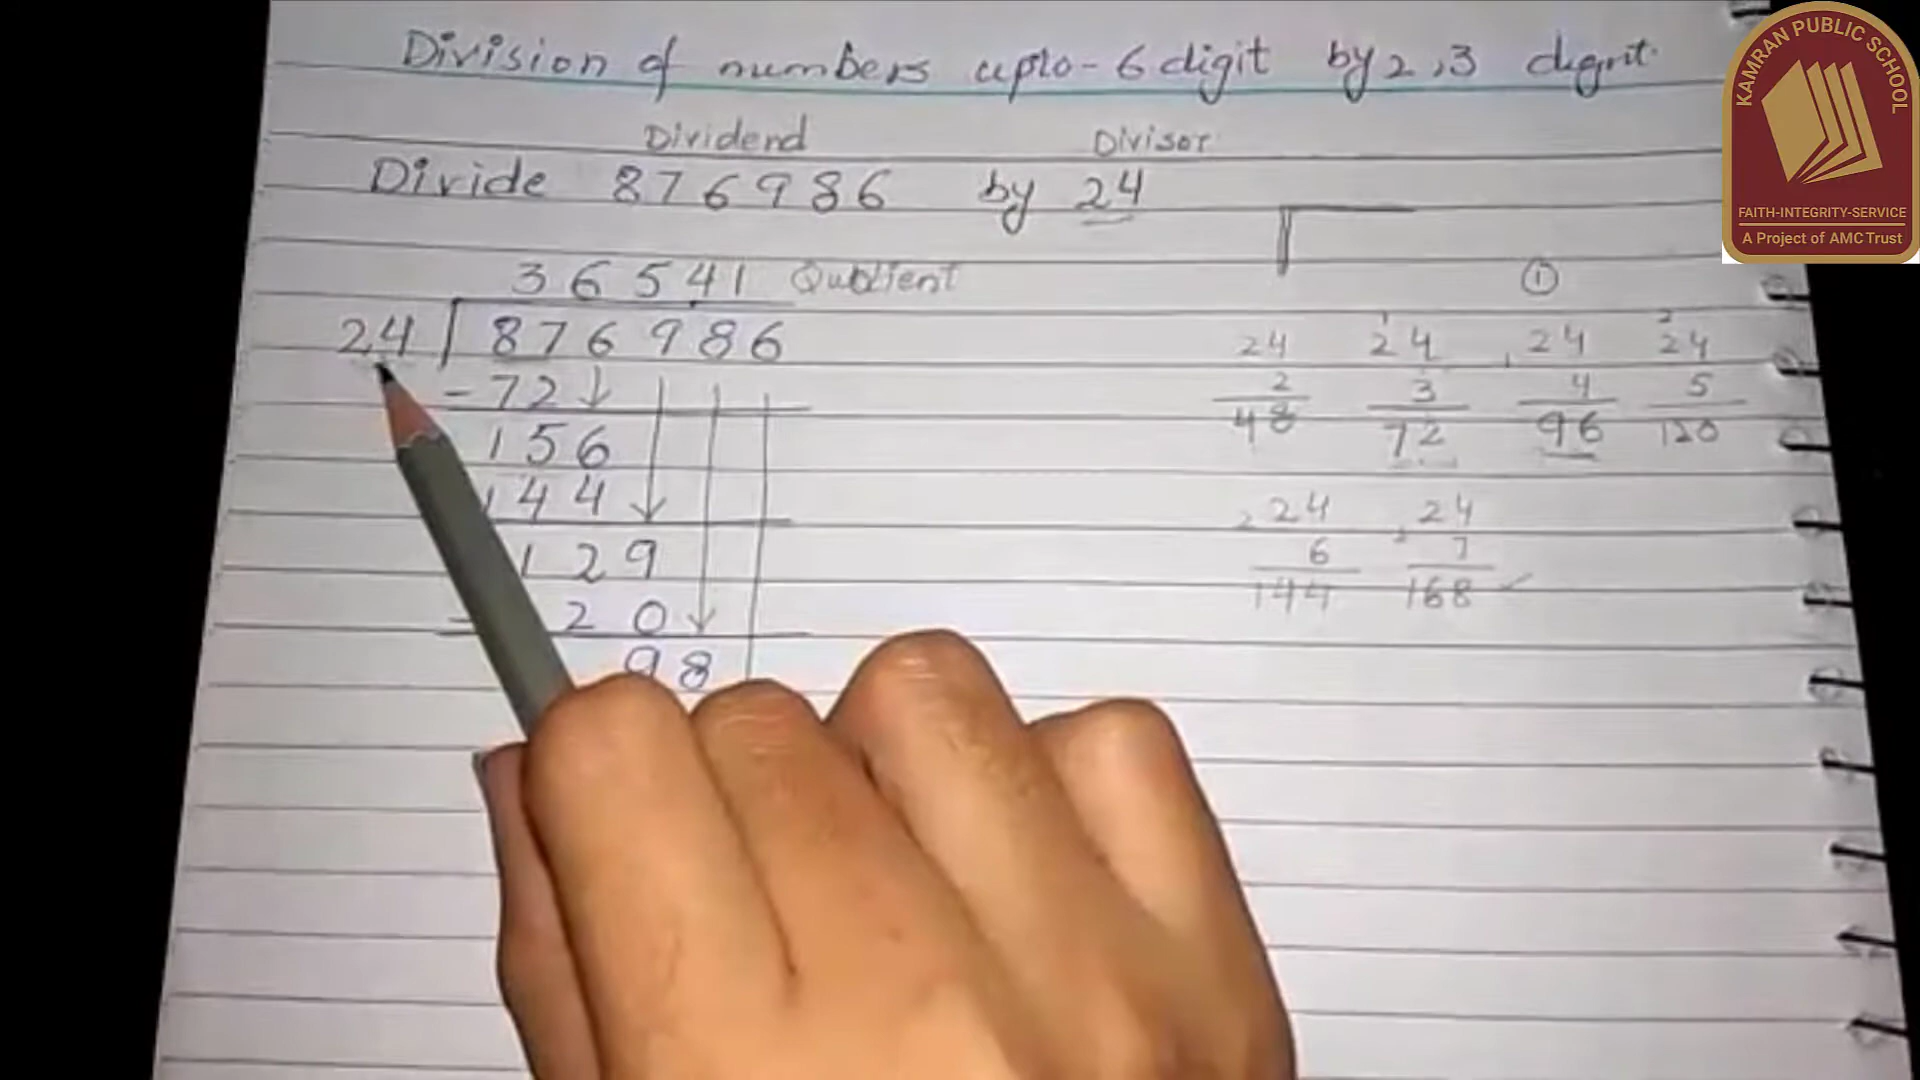 Division of numbers upto-6 digit by 2,3 digit
Dividend Divisor
Divide 876986 by 24
36541 Quotient
24 876986
-72
156
144
129
- 20
98
1
24 24 24 24
2 3 4 5
48 72 96 120
24 24
6 7
144 168
KAMRAN PUBLIC SCHOOL
FAITH-INTEGRITY-SERVICE
A Project of AMC Trust